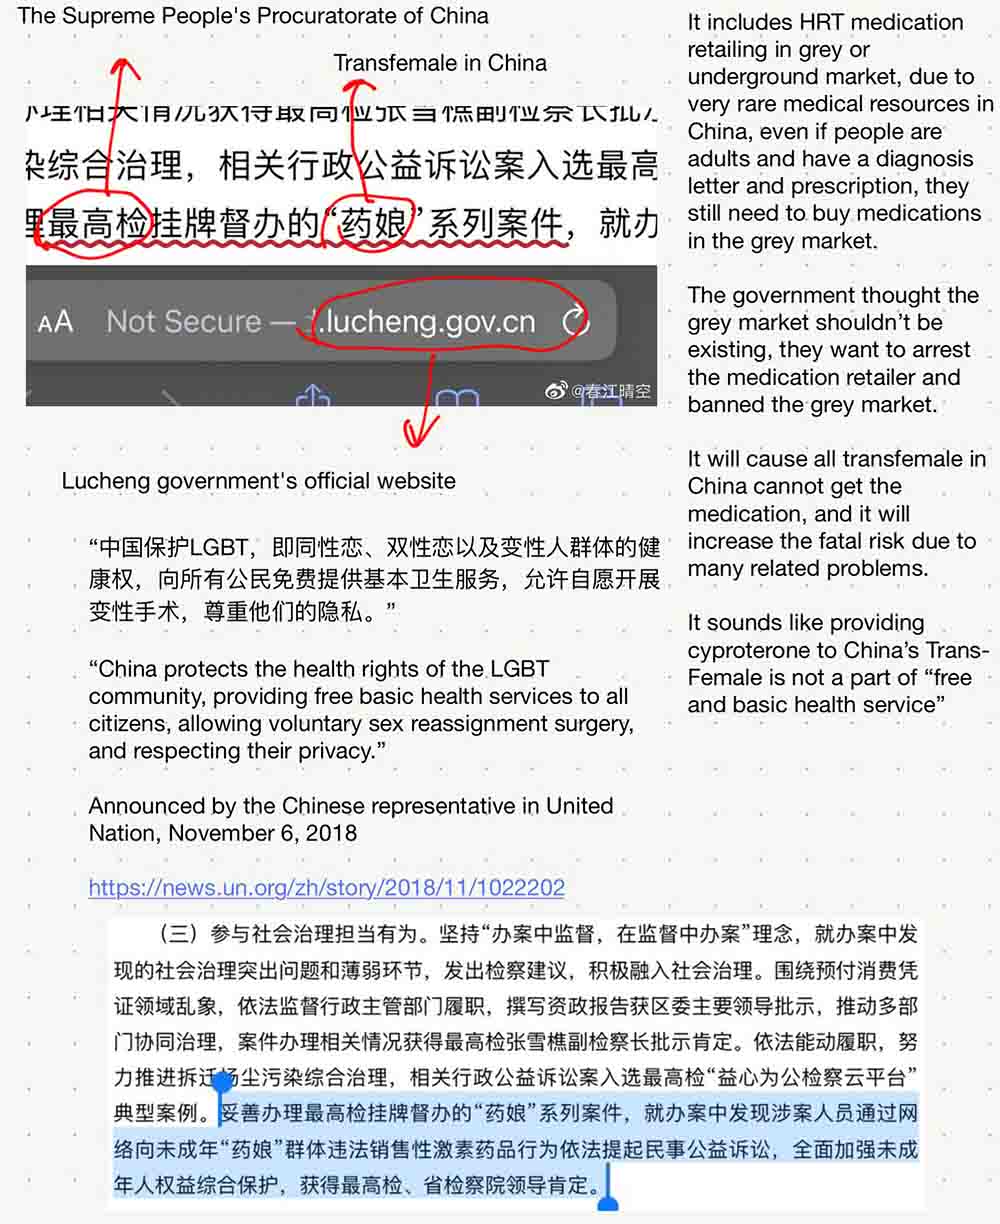 The Supreme People's Procuratorate of China
Transfemale in China
办理相关情况获得最高检张雪樵副检察长批示
染综合治理，相关行政公益诉讼案入选最高
理最高检挂牌督办的“药娘”系列案件，就办
AA Not Secure — .lucheng.gov.cn
@春江晴空
Lucheng government's official website
“中国保护LGBT，即同性恋、双性恋以及变性人群体的健
康权，向所有公民免费提供基本卫生服务，允许自愿开展
变性手术，尊重他们的隐私。”
“China protects the health rights of the LGBT
community, providing free basic health services to all
citizens, allowing voluntary sex reassignment surgery,
and respecting their privacy.”
Announced by the Chinese representative in United
Nation, November 6, 2018
https://news.un.org/zh/story/2018/11/1022202
It includes HRT medication
retailing in grey or
underground market, due to
very rare medical resources in
China, even if people are
adults and have a diagnosis
letter and prescription, they
still need to buy medications
in the grey market.
The government thought the
grey market shouldn’t be
existing, they want to arrest
the medication retailer and
banned the grey market.
It will cause all transfemale in
China cannot get the
medication, and it will
increase the fatal risk due to
many related problems.
It sounds like providing
cyproterone to China’s Trans-
Female is not a part of “free
and basic health service”
（三）参与社会治理担当有为。坚持“办案中监督，在监督中办案”理念，就办案中发
现的社会治理突出问题和薄弱环节，发出检察建议，积极融入社会治理。围绕预付消费凭
证领域乱象，依法监督行政主管部门履职，撰写资政报告获区委主要领导批示，推动多部
门协同治理，案件办理相关情况获得最高检张雪樵副检察长批示肯定。依法能动履职，努
力推进拆迁扬尘污染综合治理，相关行政公益诉讼案入选最高检“益心为公检察云平台”
典型案例。妥善办理最高检挂牌督办的“药娘”系列案件，就办案中发现涉案人员通过网
络向未成年“药娘”群体违法销售性激素药品行为依法提起民事公益诉讼，全面加强未成
年人权益综合保护，获得最高检、省检察院领导肯定。